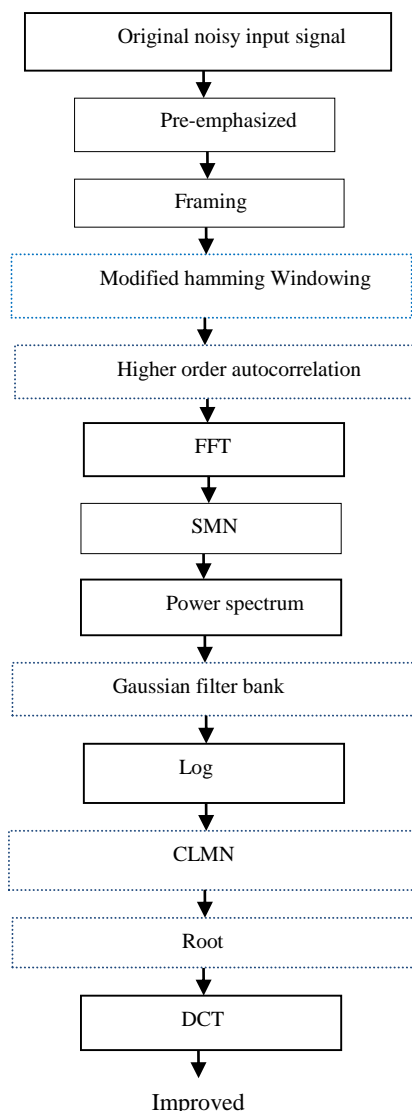 Original noisy input signal
Pre-emphasized
Framing
Modified hamming Windowing
Higher order autocorrelation
FFT
SMN
Power spectrum
Gaussian filter bank
Log
CLMN
Root
DCT
Improved